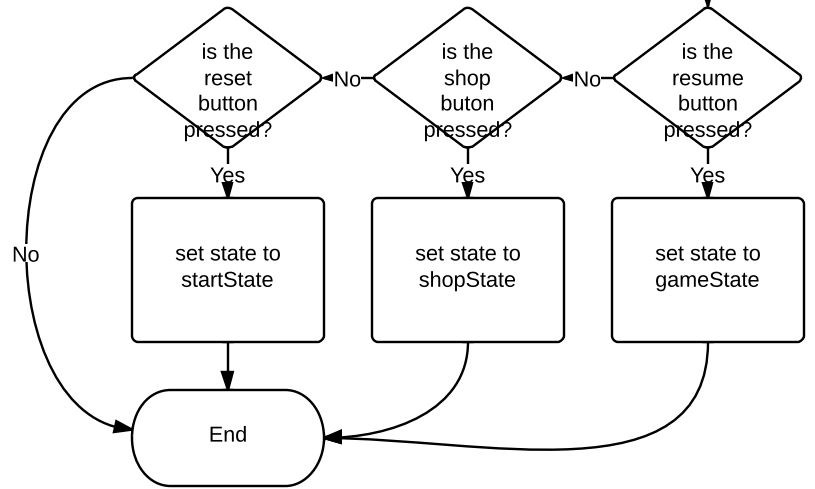 is the
reset
button
pressed?
No
is the
shop
buton
pressed?
No
is the
resume
button
pressed?
Yes
Yes
Yes
No
set state to
startState
set state to
shopState
set state to
gameState
End